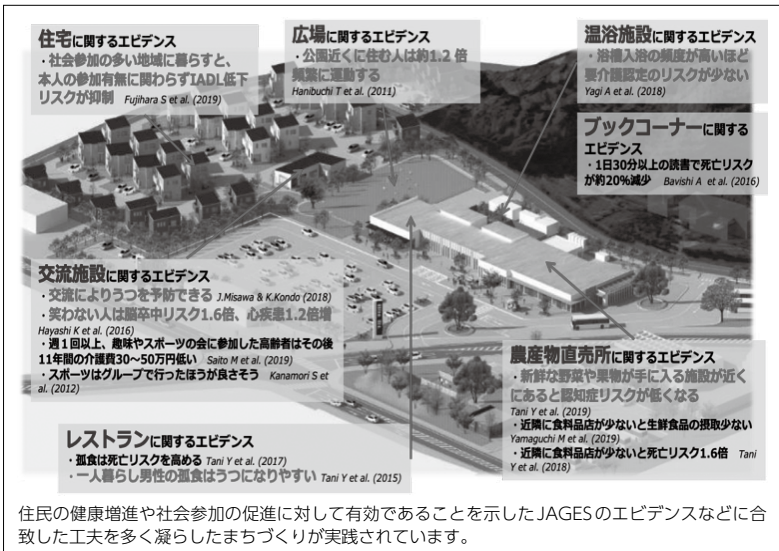 住宅に関するエビデンス
・社会参加の多い地域に暮らすと、
本人の参加有無に関わらずIADL低下
リスクが抑制 Fujihara S et al. (2019)
広場に関するエビデンス
・公園近くに住む人は約1.2 倍
頻繁に運動する
Hanibuchi T et al. (2011)
温浴施設に関するエビデンス
・浴槽入浴の頻度が高いほど
要介護認定のリスクが少ない
Yagi A et al. (2018)
ブックコーナーに関する
エビデンス
・1日30分以上の読書で死亡リスク
が約20%減少 Bavishi A et al. (2016)
交流施設に関するエビデンス
・交流によりうつを予防できる J.Misawa & K.Kondo (2018)
・笑わない人は脳卒中リスク1.6倍、心疾患1.2倍増
Hayashi K et al. (2016)
・週１回以上、趣味やスポーツの会に参加した高齢者はその後
11年間の介護費30～50万円低い Saito M et al. (2019)
・スポーツはグループで行ったほうが良さそう Kanamori S et
al. (2012)
農産物直売所に関するエビデンス
・新鮮な野菜や果物が手に入る施設が近く
にあると認知症リスクが低くなる
Tani Y et al. (2019)
・近隣に食料品店が少ないと生鮮食品の摂取少ない
Yamaguchi M et al. (2019)
・近隣に食料品店が少ないと死亡リスク1.6倍 Tani
Y et al. (2018)
レストランに関するエビデンス
・孤食は死亡リスクを高める Tani Y et al. (2017)
・一人暮らし男性の孤食はうつになりやすい Tani Y et al. (2015)
住民の健康増進や社会参加の促進に対して有効であることを示したJAGESのエビデンスなどに合
致した工夫を多く凝らしたまちづくりが実践されています。